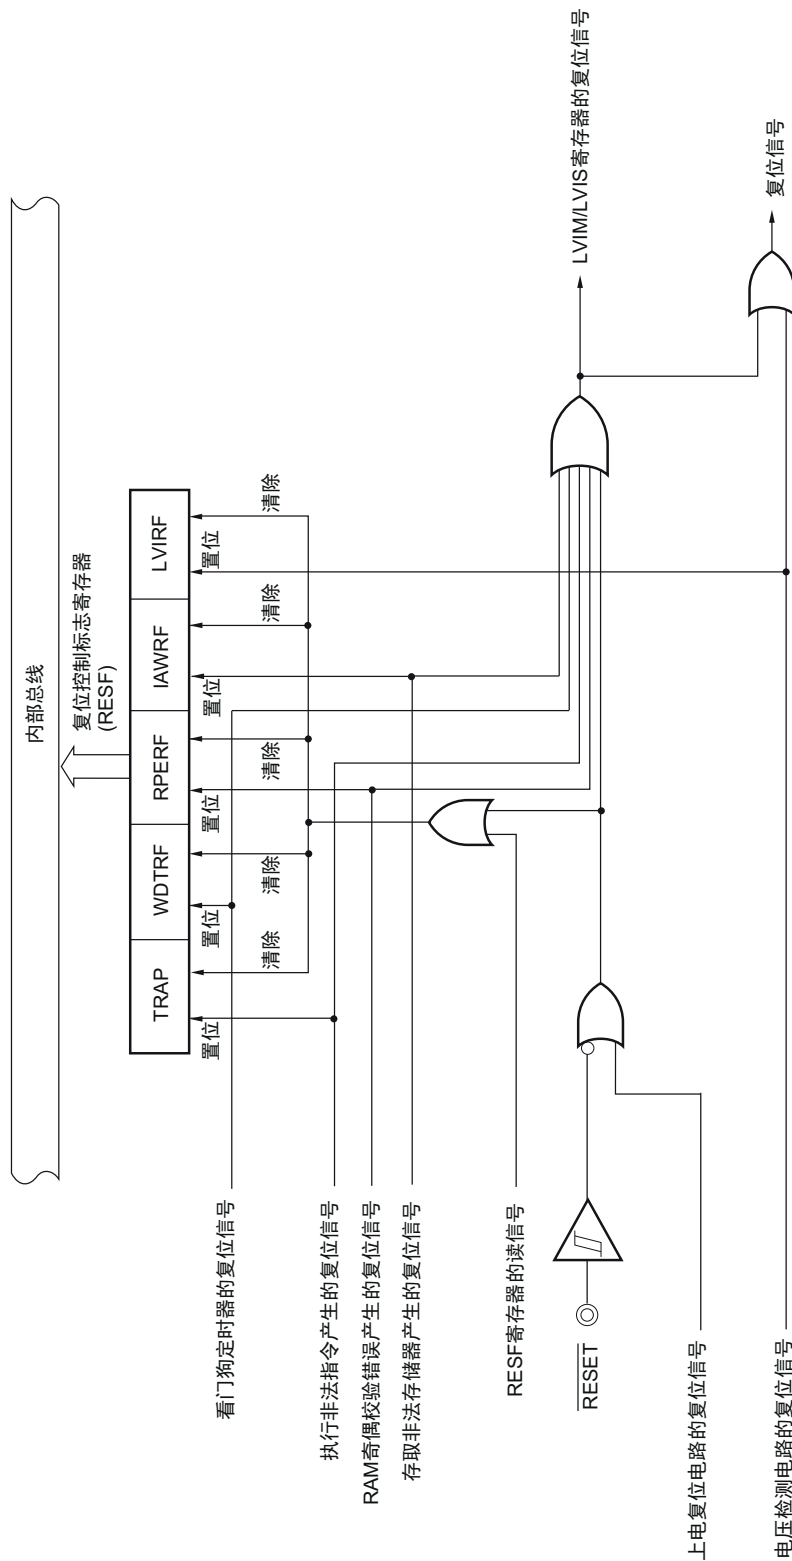 内部总线
复位控制标志寄存器
(RESF)
TRAP
WDTRF
RPERF
IAWRF
LVIRF
置位
清除
置位
清除
置位
清除
置位
清除
置位
清除
看门狗定时器的复位信号
执行非法指令产生的复位信号
RAM奇偶校验错误产生的复位信号
存取非法存储器产生的复位信号
RESF寄存器的读信号
RESET
上电复位电路的复位信号
电压检测电路的复位信号
LVIM/LVIS寄存器的复位信号
复位信号